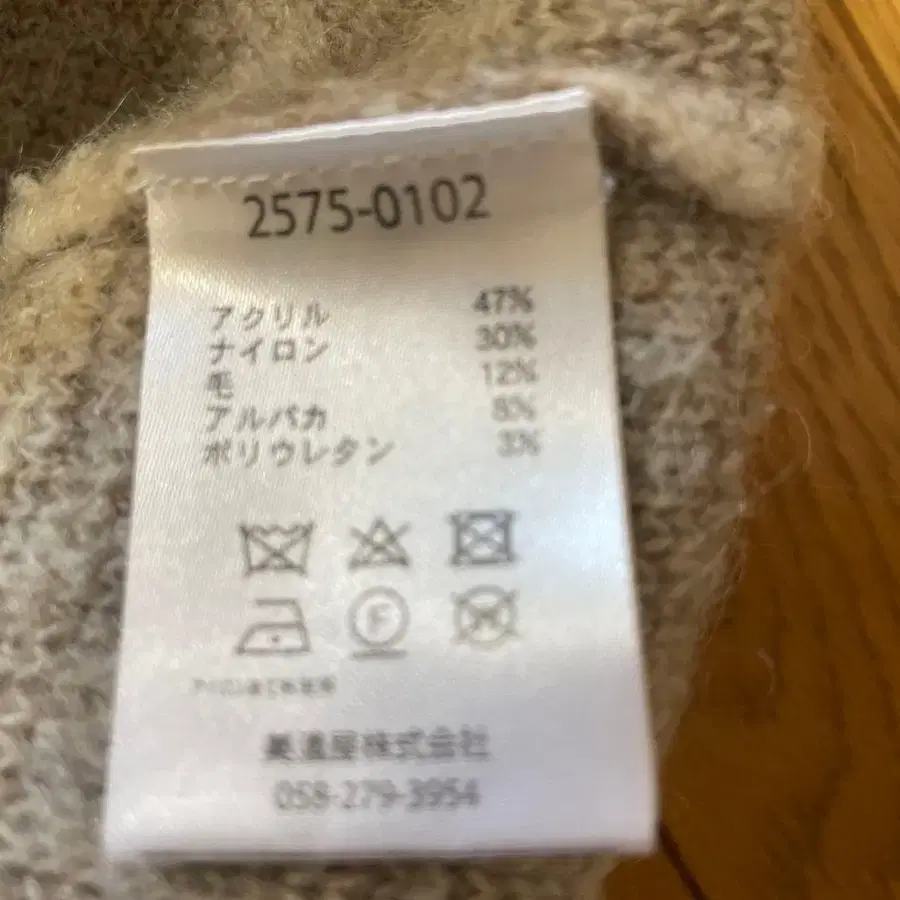 2575-0102
アクリル 47%
ナイロン 30%
毛 12%
アルパカ 8%
ポリウレタン 3%
F
美濃屋株式会社
058-279-3954